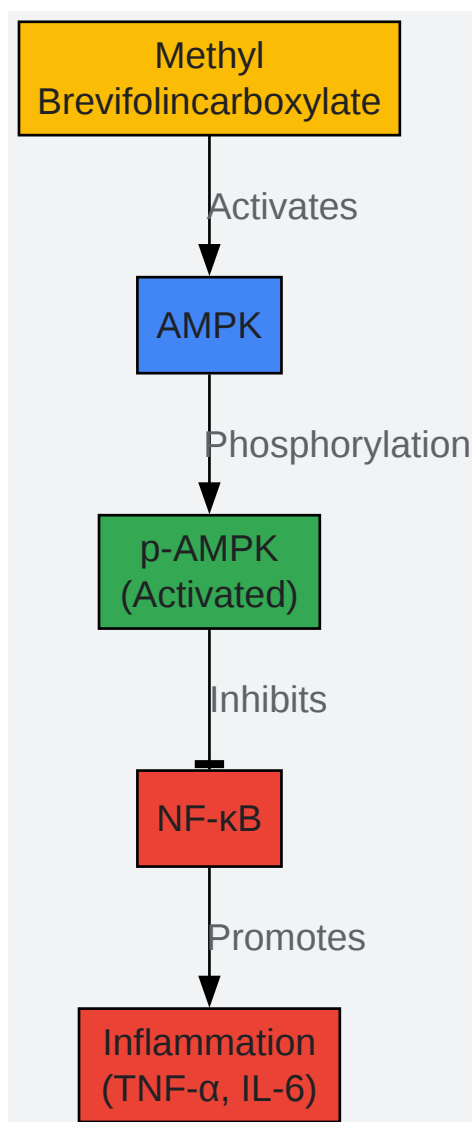 Methyl
Brevifolincarboxylate
Activates
AMPK
Phosphorylation
p-AMPK
(Activated)
Inhibits
NF-κB
Promotes
Inflammation
(TNF-α, IL-6)